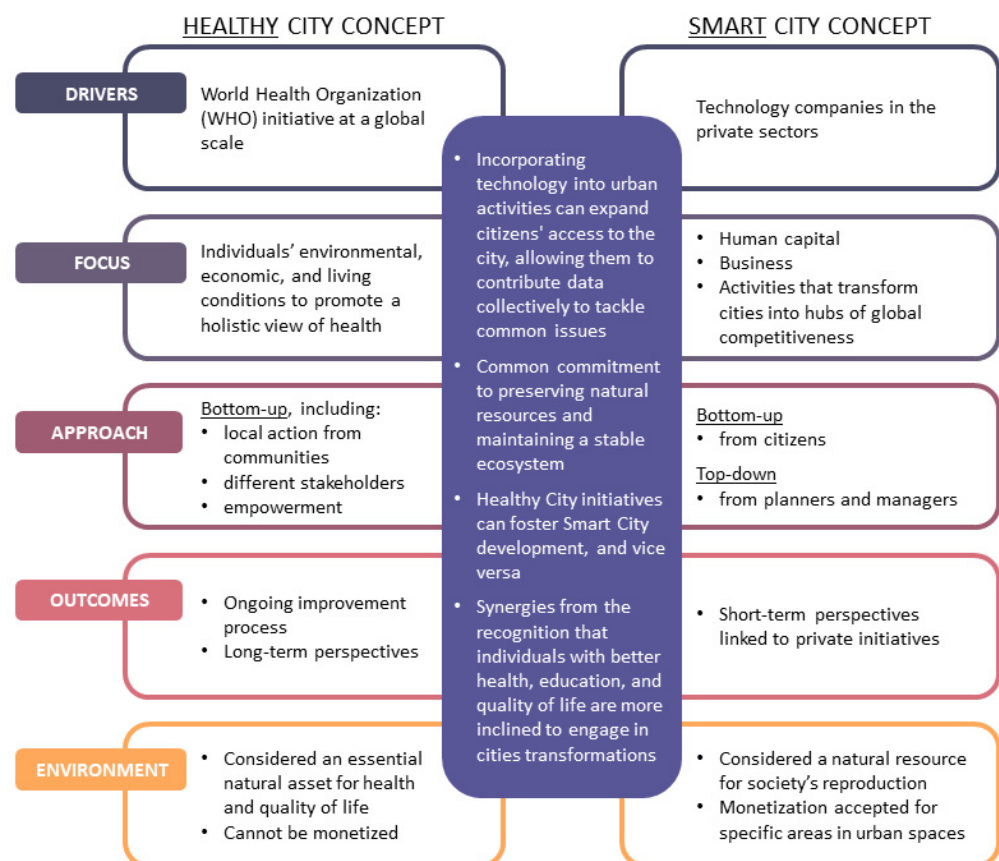 HEALTHY CITY CONCEPT
SMART CITY CONCEPT
DRIVERS
World Health Organization
(WHO) initiative at a global
scale
Technology companies in the
private sectors
FOCUS
Individuals’ environmental,
economic, and living
conditions to promote a
holistic view of health
• Human capital
• Business
• Activities that transform
cities into hubs of global
competitiveness
APPROACH
Bottom-up, including:
• local action from
communities
• different stakeholders
• empowerment
Bottom-up
• from citizens
Top-down
• from planners and managers
OUTCOMES
• Ongoing improvement
process
• Long-term perspectives
• Short-term perspectives
linked to private initiatives
ENVIRONMENT
• Considered an essential
natural asset for health
and quality of life
• Cannot be monetized
• Considered a natural resource
for society’s reproduction
• Monetization accepted for
specific areas in urban spaces
• Incorporating
technology into urban
activities can expand
citizens' access to the
city, allowing them to
contribute data
collectively to tackle
common issues
• Common commitment
to preserving natural
resources and
maintaining a stable
ecosystem
• Healthy City initiatives
can foster Smart City
development, and vice
versa
• Synergies from the
recognition that
individuals with better
health, education, and
quality of life are more
inclined to engage in
cities transformations